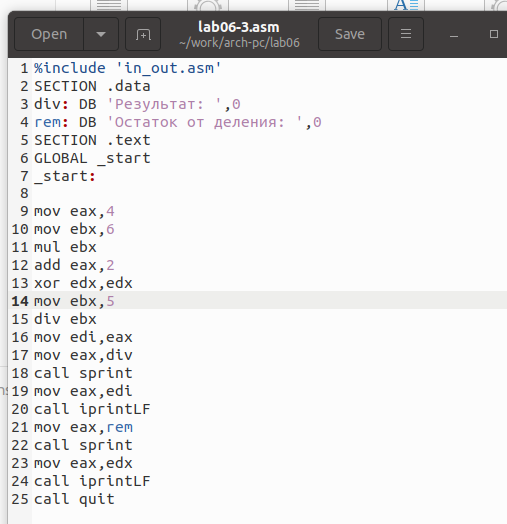 lab06-3.asm
Open
Save
~/work/arch-pc/lab06
1 %include 'in_out.asm'
2 SECTION .data
3 div: DB 'Результат: ',0
4 rem: DB 'Остаток от деления: ',0
5 SECTION .text
6 GLOBAL _start
7 _start:
8
9 mov eax,4
10 mov ebx,6
11 mul ebx
12 add eax,2
13 xor edx,edx
14 mov ebx,5
15 div ebx
16 mov edi,eax
17 mov eax,div
18 call sprint
19 mov eax,edi
20 call iprintLF
21 mov eax,rem
22 call sprint
23 mov eax,edx
24 call iprintLF
25 call quit